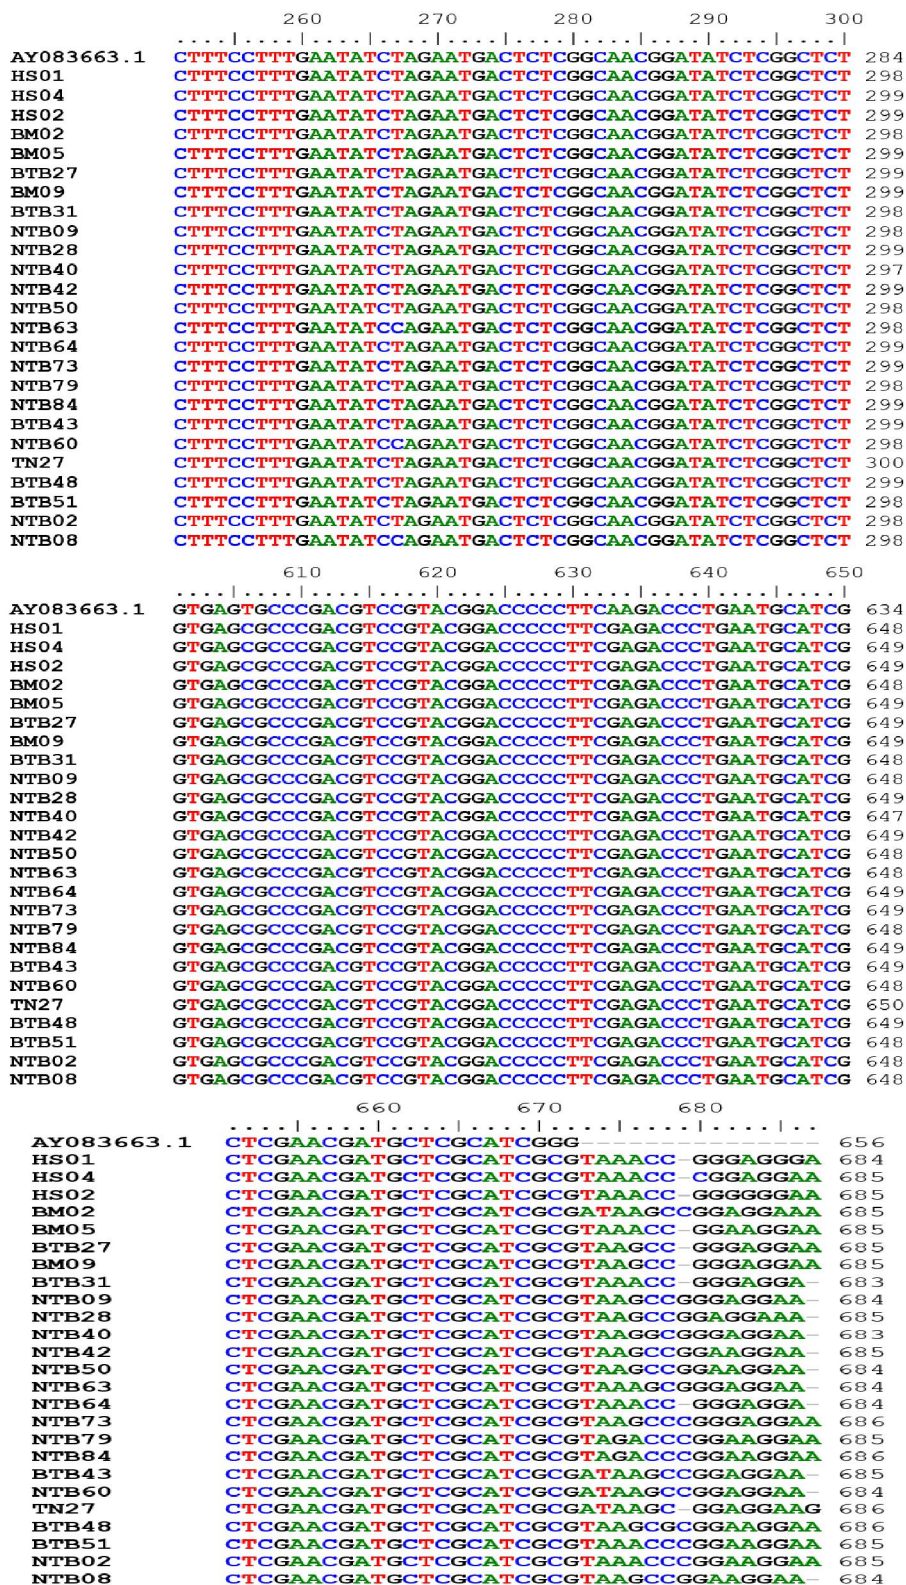 260 270 280 290 300
AY083663.1 CTTTCCTTTGAATATCTAGAATGACTCTCGGCAACGGATATCTCGGCTCT 284
HS01 CTTTCCTTTGAATATCTAGAATGACTCTCGGCAACGGATATCTCGGCTCT 298
HS04 CTTTCCTTTGAATATCTAGAATGACTCTCGGCAACGGATATCTCGGCTCT 299
HS02 CTTTCCTTTGAATATCTAGAATGACTCTCGGCAACGGATATCTCGGCTCT 299
BM02 CTTTCCTTTGAATATCTAGAATGACTCTCGGCAACGGATATCTCGGCTCT 298
BM05 CTTTCCTTTGAATATCTAGAATGACTCTCGGCAACGGATATCTCGGCTCT 299
BTB27 CTTTCCTTTGAATATCTAGAATGACTCTCGGCAACGGATATCTCGGCTCT 299
BM09 CTTTCCTTTGAATATCTAGAATGACTCTCGGCAACGGATATCTCGGCTCT 299
BTB31 CTTTCCTTTGAATATCTAGAATGACTCTCGGCAACGGATATCTCGGCTCT 298
NTB09 CTTTCCTTTGAATATCTAGAATGACTCTCGGCAACGGATATCTCGGCTCT 298
NTB28 CTTTCCTTTGAATATCTAGAATGACTCTCGGCAACGGATATCTCGGCTCT 299
NTB40 CTTTCCTTTGAATATCTAGAATGACTCTCGGCAACGGATATCTCGGCTCT 297
NTB42 CTTTCCTTTGAATATCTAGAATGACTCTCGGCAACGGATATCTCGGCTCT 299
NTB50 CTTTCCTTTGAATATCTAGAATGACTCTCGGCAACGGATATCTCGGCTCT 298
NTB63 CTTTCCTTTGAATATCCAGAATGACTCTCGGCAACGGATATCTCGGCTCT 298
NTB64 CTTTCCTTTGAATATCTAGAATGACTCTCGGCAACGGATATCTCGGCTCT 299
NTB73 CTTTCCTTTGAATATCTAGAATGACTCTCGGCAACGGATATCTCGGCTCT 299
NTB79 CTTTCCTTTGAATATCTAGAATGACTCTCGGCAACGGATATCTCGGCTCT 298
NTB84 CTTTCCTTTGAATATCTAGAATGACTCTCGGCAACGGATATCTCGGCTCT 299
BTB43 CTTTCCTTTGAATATCTAGAATGACTCTCGGCAACGGATATCTCGGCTCT 299
NTB60 CTTTCCTTTGAATATCCAGAATGACTCTCGGCAACGGATATCTCGGCTCT 298
TN27 CTTTCCTTTGAATATCTAGAATGACTCTCGGCAACGGATATCTCGGCTCT 300
BTB48 CTTTCCTTTGAATATCTAGAATGACTCTCGGCAACGGATATCTCGGCTCT 299
BTB51 CTTTCCTTTGAATATCTAGAATGACTCTCGGCAACGGATATCTCGGCTCT 298
NTB02 CTTTCCTTTGAATATCTAGAATGACTCTCGGCAACGGATATCTCGGCTCT 298
NTB08 CTTTCCTTTGAATATCCAGAATGACTCTCGGCAACGGATATCTCGGCTCT 298
610 620 630 640 650
AY083663.1 GTGAGTGCCCGACGTCCGTACGGACCCCCTTCAAGACCCTGAATGCATCG 634
HS01 GTGAGCGCCCGACGTCCGTACGGACCCCCTTCGAGACCCTGAATGCATCG 648
HS04 GTGAGCGCCCGACGTCCGTACGGACCCCCTTCGAGACCCTGAATGCATCG 649
HS02 GTGAGCGCCCGACGTCCGTACGGACCCCCTTCGAGACCCTGAATGCATCG 649
BM02 GTGAGCGCCCGACGTCCGTACGGACCCCCTTCGAGACCCTGAATGCATCG 648
BM05 GTGAGCGCCCGACGTCCGTACGGACCCCCTTCGAGACCCTGAATGCATCG 649
BTB27 GTGAGCGCCCGACGTCCGTACGGACCCCCTTCGAGACCCTGAATGCATCG 649
BM09 GTGAGCGCCCGACGTCCGTACGGACCCCCTTCGAGACCCTGAATGCATCG 649
BTB31 GTGAGCGCCCGACGTCCGTACGGACCCCCTTCGAGACCCTGAATGCATCG 648
NTB09 GTGAGCGCCCGACGTCCGTACGGACCCCCTTCGAGACCCTGAATGCATCG 648
NTB28 GTGAGCGCCCGACGTCCGTACGGACCCCCTTCGAGACCCTGAATGCATCG 649
NTB40 GTGAGCGCCCGACGTCCGTACGGACCCCCTTCGAGACCCTGAATGCATCG 647
NTB42 GTGAGCGCCCGACGTCCGTACGGACCCCCTTCGAGACCCTGAATGCATCG 649
NTB50 GTGAGCGCCCGACGTCCGTACGGACCCCCTTCGAGACCCTGAATGCATCG 648
NTB63 GTGAGCGCCCGACGTCCGTACGGACCCCCTTCGAGACCCTGAATGCATCG 648
NTB64 GTGAGCGCCCGACGTCCGTACGGACCCCCTTCGAGACCCTGAATGCATCG 649
NTB73 GTGAGCGCCCGACGTCCGTACGGACCCCCTTCGAGACCCTGAATGCATCG 649
NTB79 GTGAGCGCCCGACGTCCGTACGGACCCCCTTCGAGACCCTGAATGCATCG 648
NTB84 GTGAGCGCCCGACGTCCGTACGGACCCCCTTCGAGACCCTGAATGCATCG 649
BTB43 GTGAGCGCCCGACGTCCGTACGGACCCCCTTCGAGACCCTGAATGCATCG 649
NTB60 GTGAGCGCCCGACGTCCGTACGGACCCCCTTCGAGACCCTGAATGCATCG 648
TN27 GTGAGCGCCCGACGTCCGTACGGACCCCCTTCGAGACCCTGAATGCATCG 650
BTB48 GTGAGCGCCCGACGTCCGTACGGACCCCCTTCGAGACCCTGAATGCATCG 649
BTB51 GTGAGCGCCCGACGTCCGTACGGACCCCCTTCGAGACCCTGAATGCATCG 648
NTB02 GTGAGCGCCCGACGTCCGTACGGACCCCCTTCGAGACCCTGAATGCATCG 648
NTB08 GTGAGCGCCCGACGTCCGTACGGACCCCCTTCGAGACCCTGAATGCATCG 648
660 670 680
AY083663.1 CTCGAACGATGCTCGCATCGGG--------------- 656
HS01 CTCGAACGATGCTCGCATCGCGTAAACC-GGGAGGGA 684
HS04 CTCGAACGATGCTCGCATCGCGTAAACC-CGGAGGAA 685
HS02 CTCGAACGATGCTCGCATCGCGTAAACC-GGGGGGAA 685
BM02 CTCGAACGATGCTCGCATCGCGATAAGCCGGAGGAAA 685
BM05 CTCGAACGATGCTCGCATCGCGTAAACC-GGAAGGAA 685
BTB27 CTCGAACGATGCTCGCATCGCGTAAGCC-GGGAGGAA 685
BM09 CTCGAACGATGCTCGCATCGCGTAAGCC-GGGAGGAA 685
BTB31 CTCGAACGATGCTCGCATCGCGTAAACC-GGGAGGA- 683
NTB09 CTCGAACGATGCTCGCATCGCGTAAGCCGGGAGGAA- 684
NTB28 CTCGAACGATGCTCGCATCGCGTAAGCCGGAGGAAA- 685
NTB40 CTCGAACGATGCTCGCATCGCGTAAGGCGGGAGGAA- 683
NTB42 CTCGAACGATGCTCGCATCGCGTAAGCCGGAAGGAA- 685
NTB50 CTCGAACGATGCTCGCATCGCGTAAGCCGGAAGGAA- 684
NTB63 CTCGAACGATGCTCGCATCGCGTAAAGCGGGAGGAA- 684
NTB64 CTCGAACGATGCTCGCATCGCGTAAACC-GGGAGGA- 684
NTB73 CTCGAACGATGCTCGCATCGCGTAAGCCCGGGAGGAA 686
NTB79 CTCGAACGATGCTCGCATCGCGTAGACCCGGAAGGAA 685
NTB84 CTCGAACGATGCTCGCATCGCGTAGACCCGGAAGGAA 686
BTB43 CTCGAACGATGCTCGCATCGCGATAAGCCGGAGGAA- 685
NTB60 CTCGAACGATGCTCGCATCGCGATAAGCCGGAGGAA- 684
TN27 CTCGAACGATGCTCGCATCGCGATAAGC-GGAGGAAG 686
BTB48 CTCGAACGATGCTCGCATCGCGTAAGCGCGGAAGGAA 686
BTB51 CTCGAACGATGCTCGCATCGCGTAAACCCGGAAGGAA 685
NTB02 CTCGAACGATGCTCGCATCGCGTAAACCCGGAAGGAA 685
NTB08 CTCGAACGATGCTCGCATCGCGTAAGCCGGAAGGAA- 684